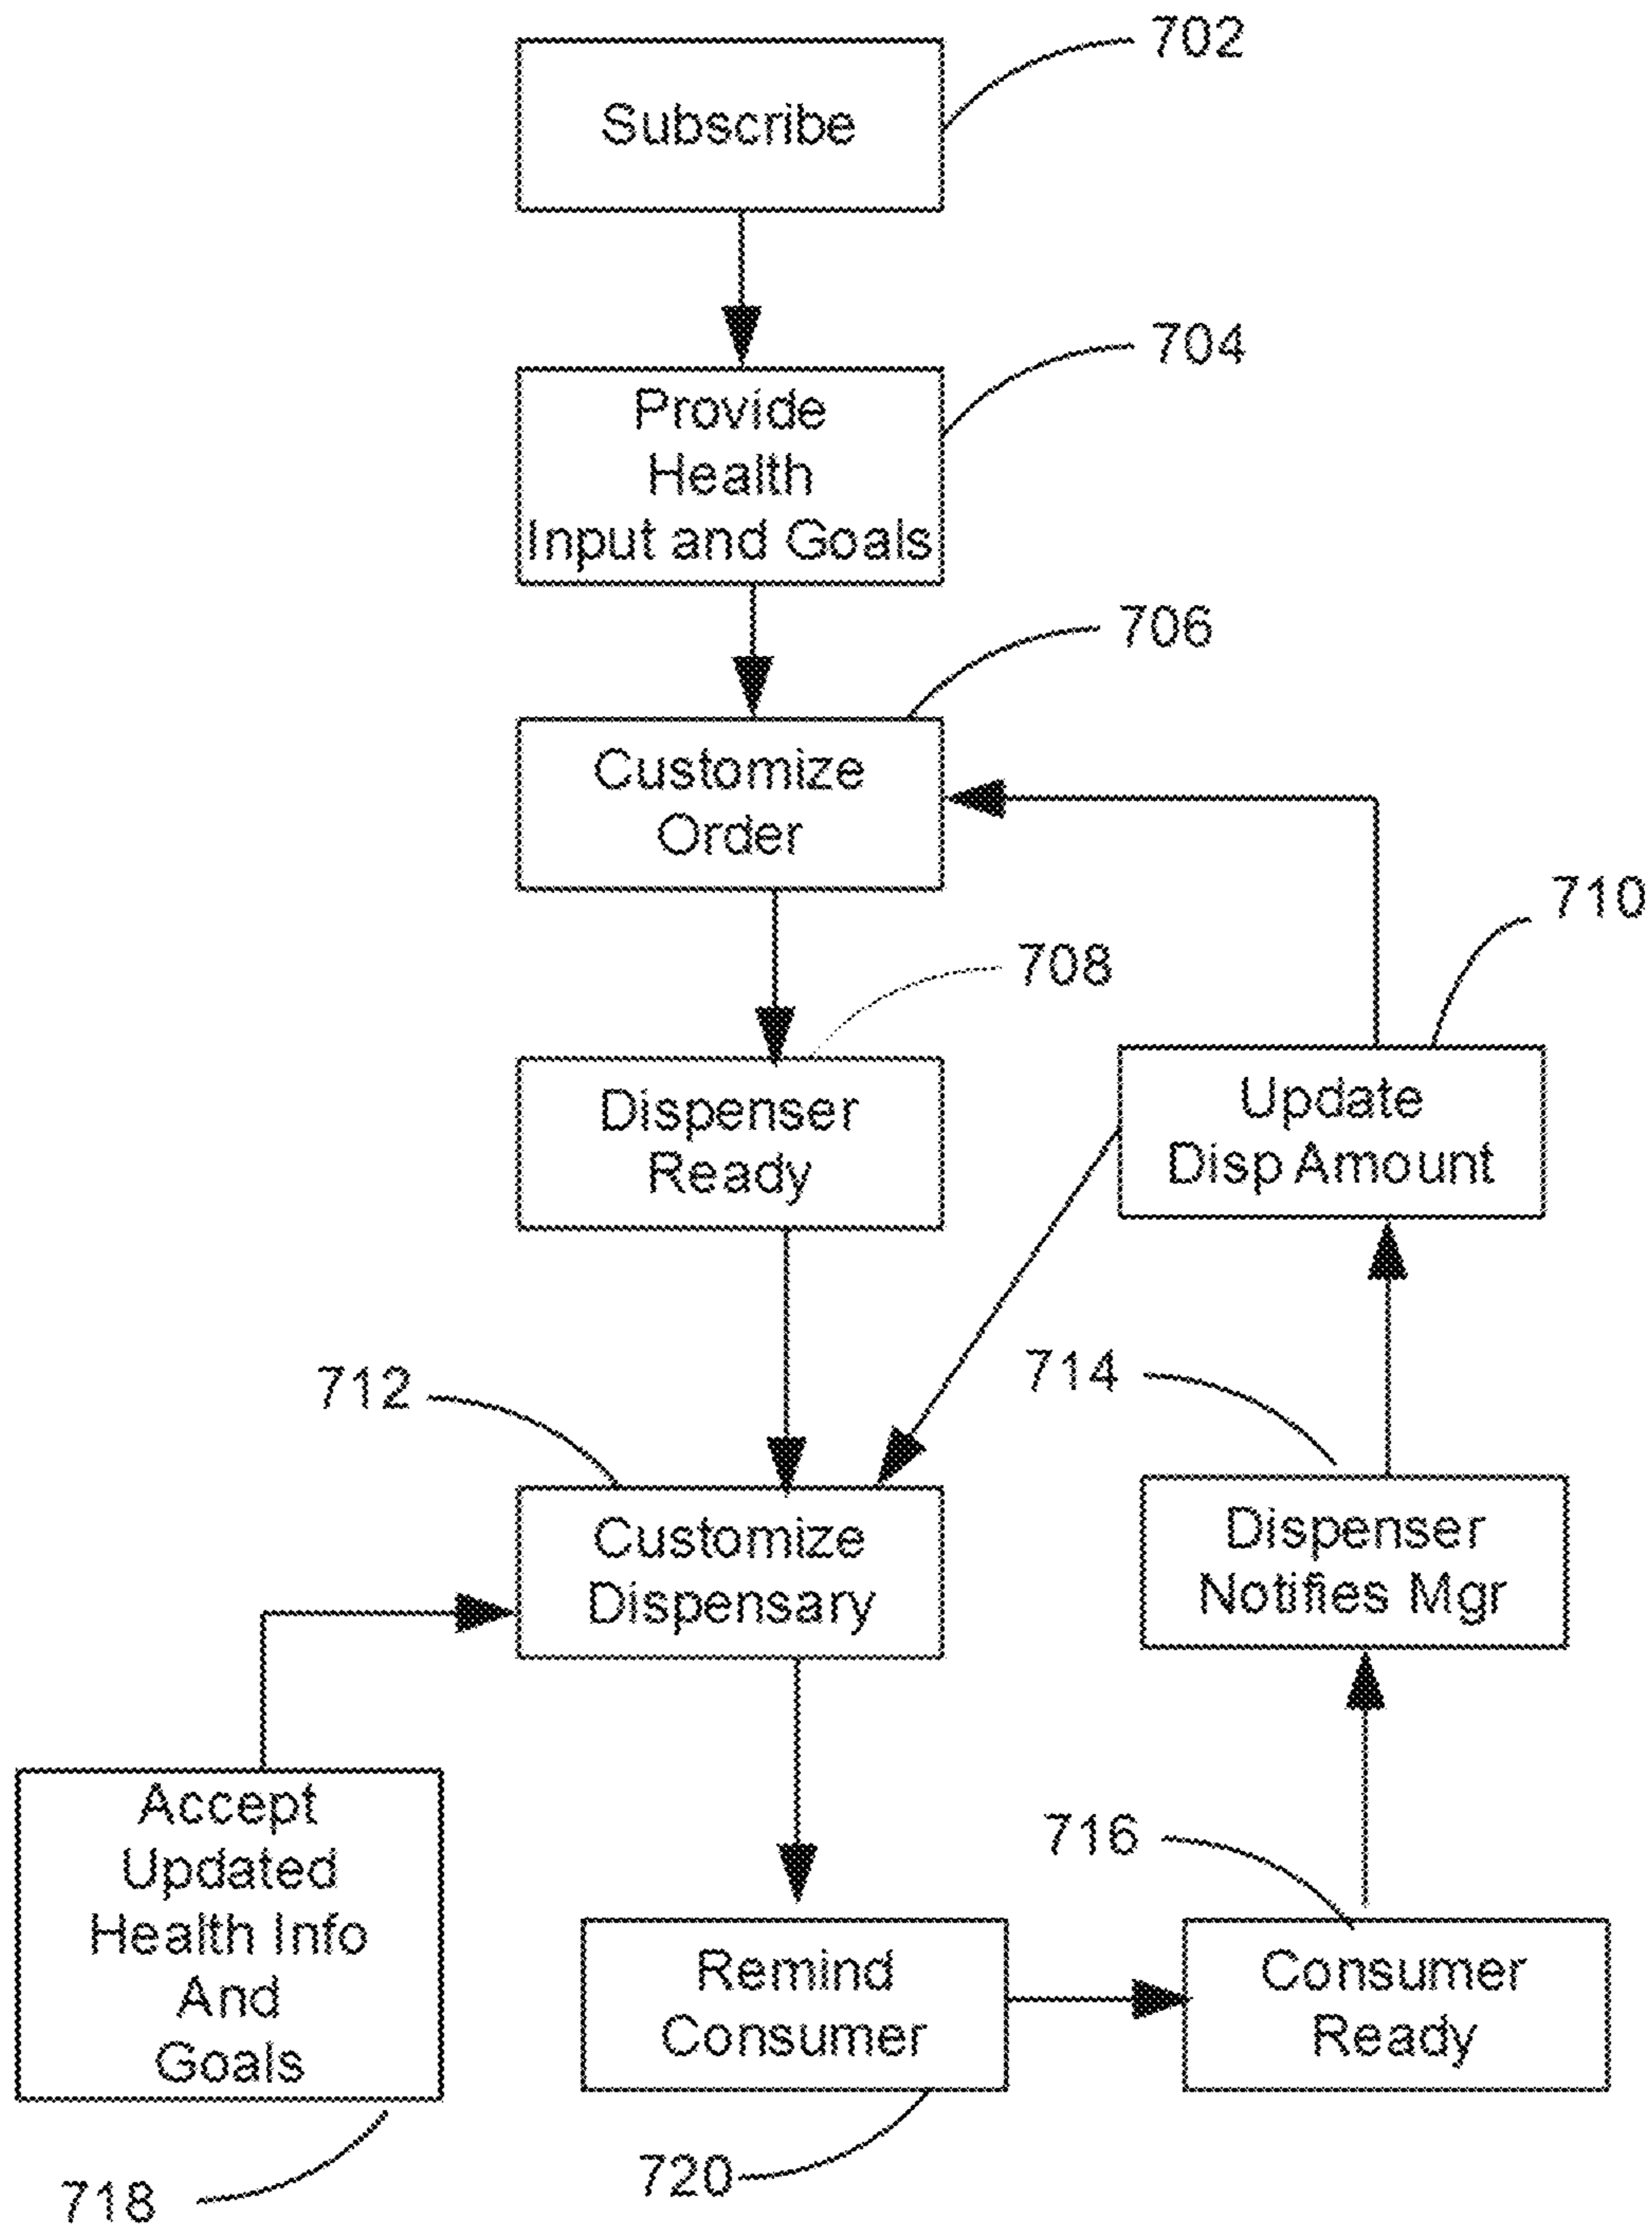 702
Subscribe
704
Provide
Health
Input and Goals
706
Customize
Order
710
708
Dispenser
Ready
Update
Disp Amount
712
714
Customize
Dispensary
Dispenser
Notifies Mgr
Accept
Updated
Health Info
And
Goals
716
Remind
Consumer
Consumer
Ready
718
720